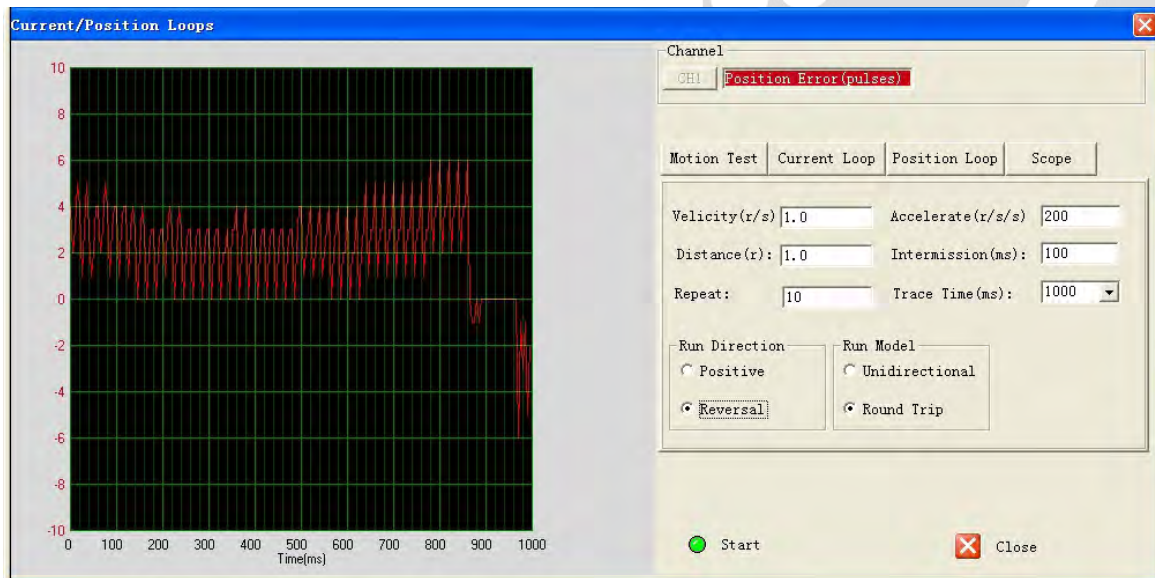 Current/Position Loops
10
8
6
4
2
0
-2
-4
-6
-8
-10
0 100 200 300 400 500 600 700 800 900 1000
Time(ms)
Channel
CH1 Position Error(pulses)
Motion Test Current Loop Position Loop Scope
Velicity(r/s) 1.0 Accelerate(r/s/s) 200
Distance(r): 1.0 Intermission(ms): 100
Repeat: 10 Trace Time(ms): 1000
Run Direction Run Model
Positive Unidirectional
Reversal Round Trip
Start Close